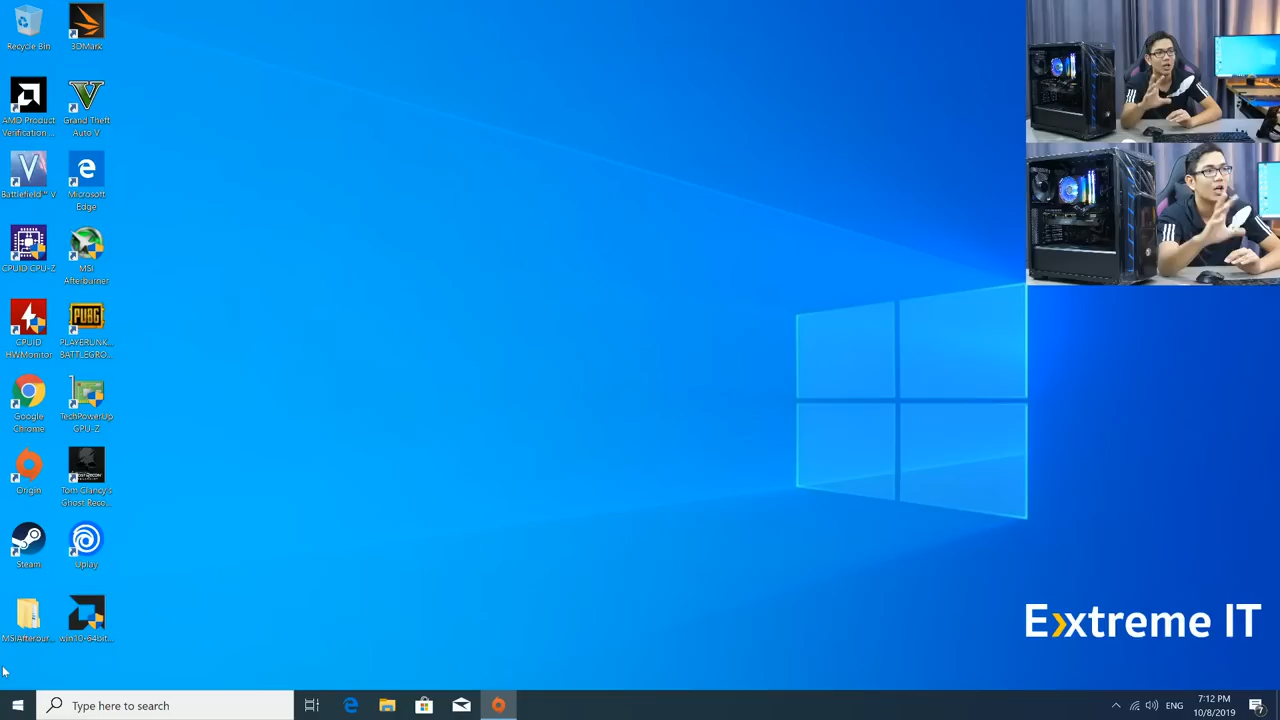 Recycle Bin
3DMark
AMD Product
Verification...
Grand Theft
Auto V
Battlefield™ V
Microsoft
Edge
CPUID CPU-Z
MSI
Afterburner
CPUID
HWMonitor
PUBG
PLAYERUNK...
BATTLEGRO...
Google
Chrome
TechPowerUp
GPU-Z
Origin
Tom Clancy's
Ghost Reco...
Steam
Uplay
MSIAfterbur...
win10-64bit...
Extreme IT
Type here to search
ENG
7:12 PM
10/8/2019
7